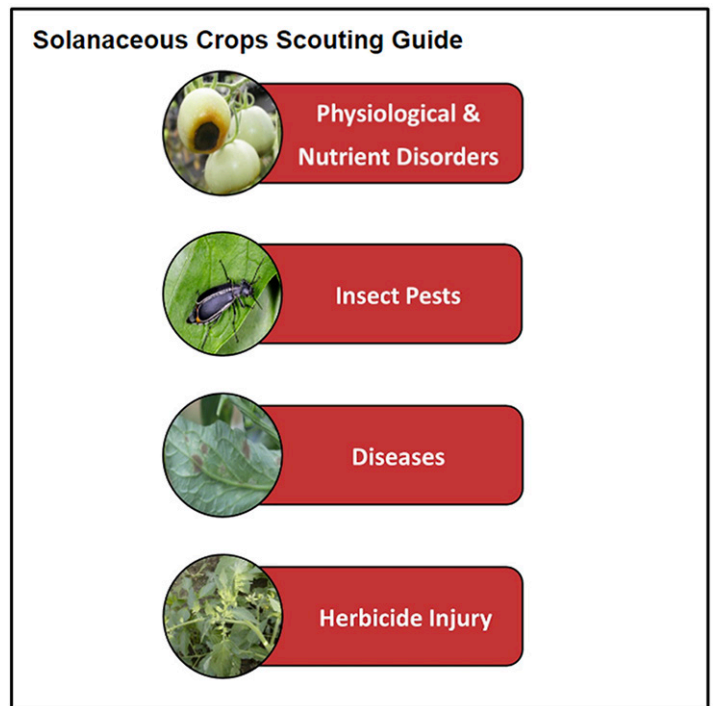 Solanaceous Crops Scouting Guide
Physiological &
Nutrient Disorders
Insect Pests
Diseases
Herbicide Injury